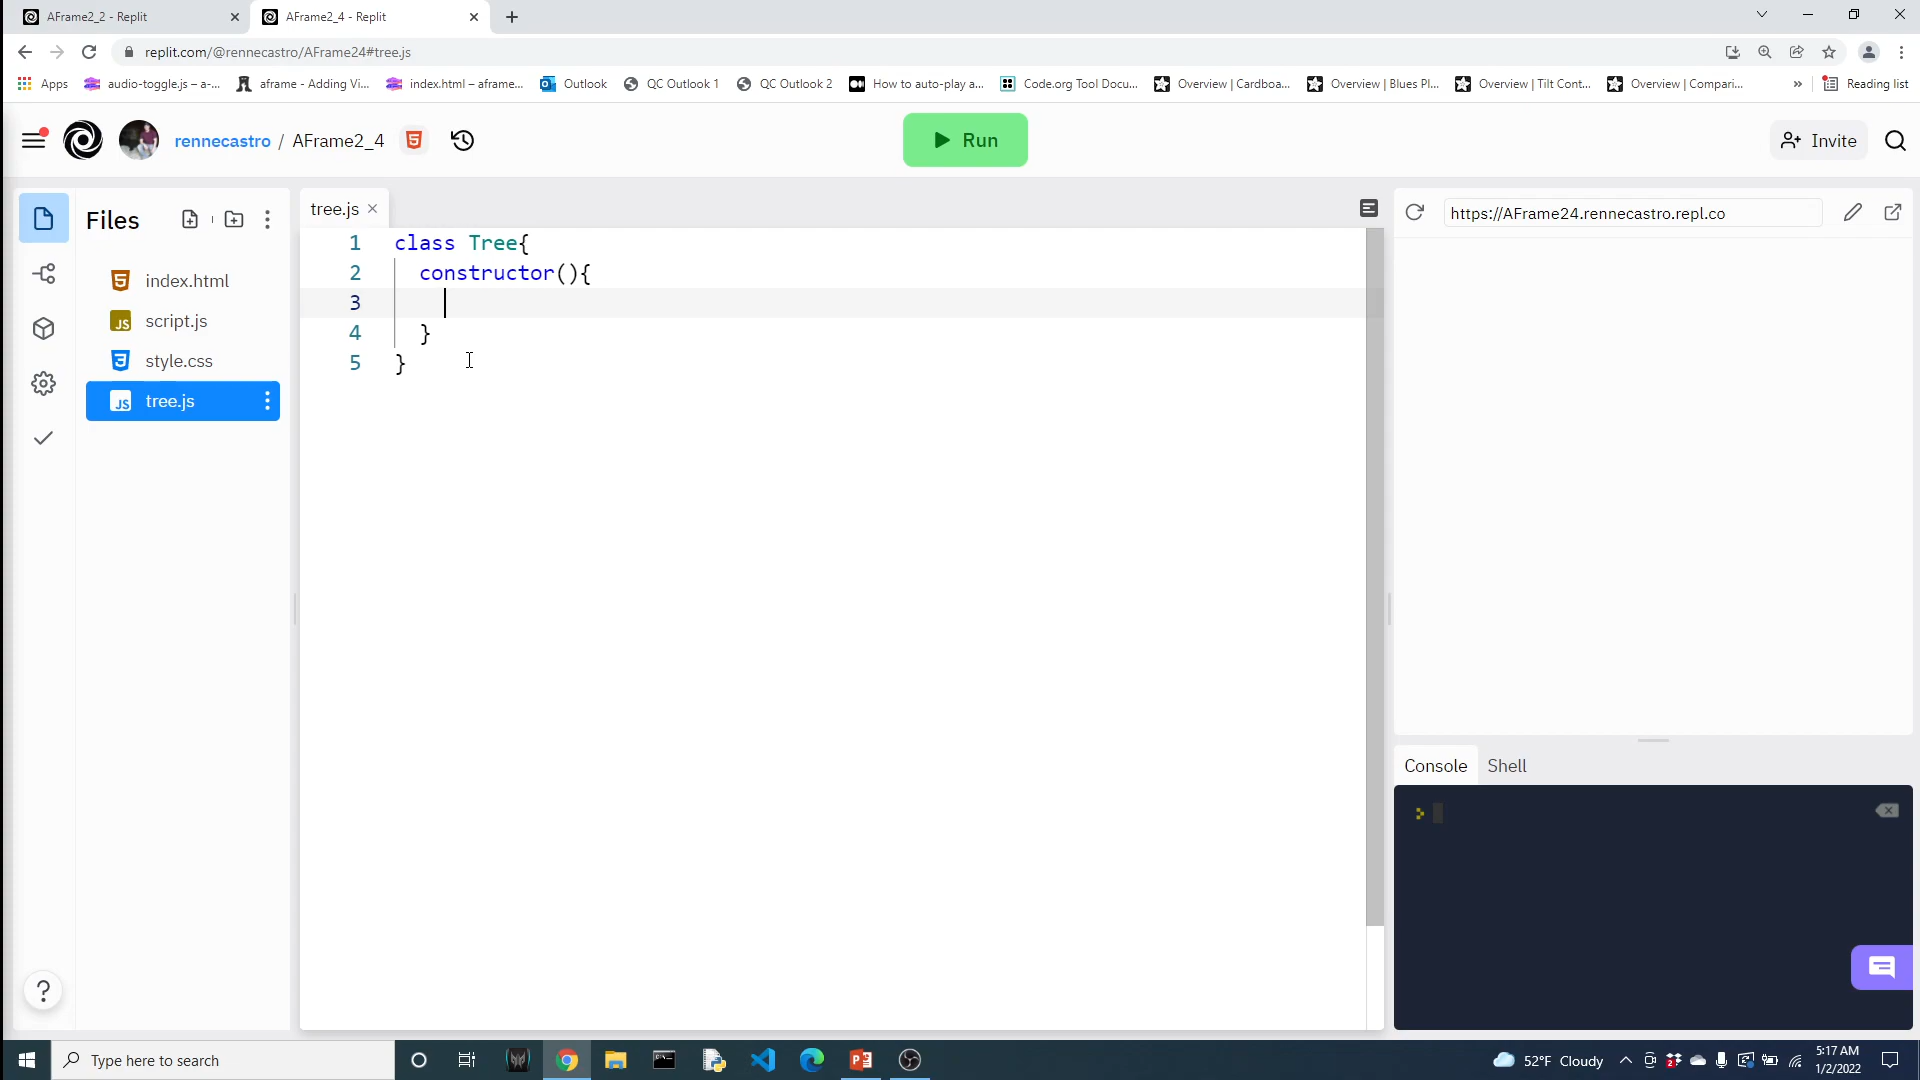 AFrame2_2 - Replit
AFrame2_4 - Replit
replit.com/@rennecastro/AFrame24#tree.js
Apps
audio-toggle.js – a-...
aframe - Adding Vi...
index.html – aframe...
Outlook
QC Outlook 1
QC Outlook 2
How to auto-play a...
Code.org Tool Docu...
Overview | Cardboa...
Overview | Blues Pl...
Overview | Tilt Cont...
Overview | Compari...
»
Reading list
rennecastro / AFrame2_4
Run
Invite
Files
index.html
script.js
style.css
tree.js
tree.js
1 class Tree{
2 constructor(){
3
4 }
5 }
https://AFrame24.rennecastro.repl.co
Console
Shell
>
?
Type here to search
52°F Cloudy
5:17 AM
1/2/2022